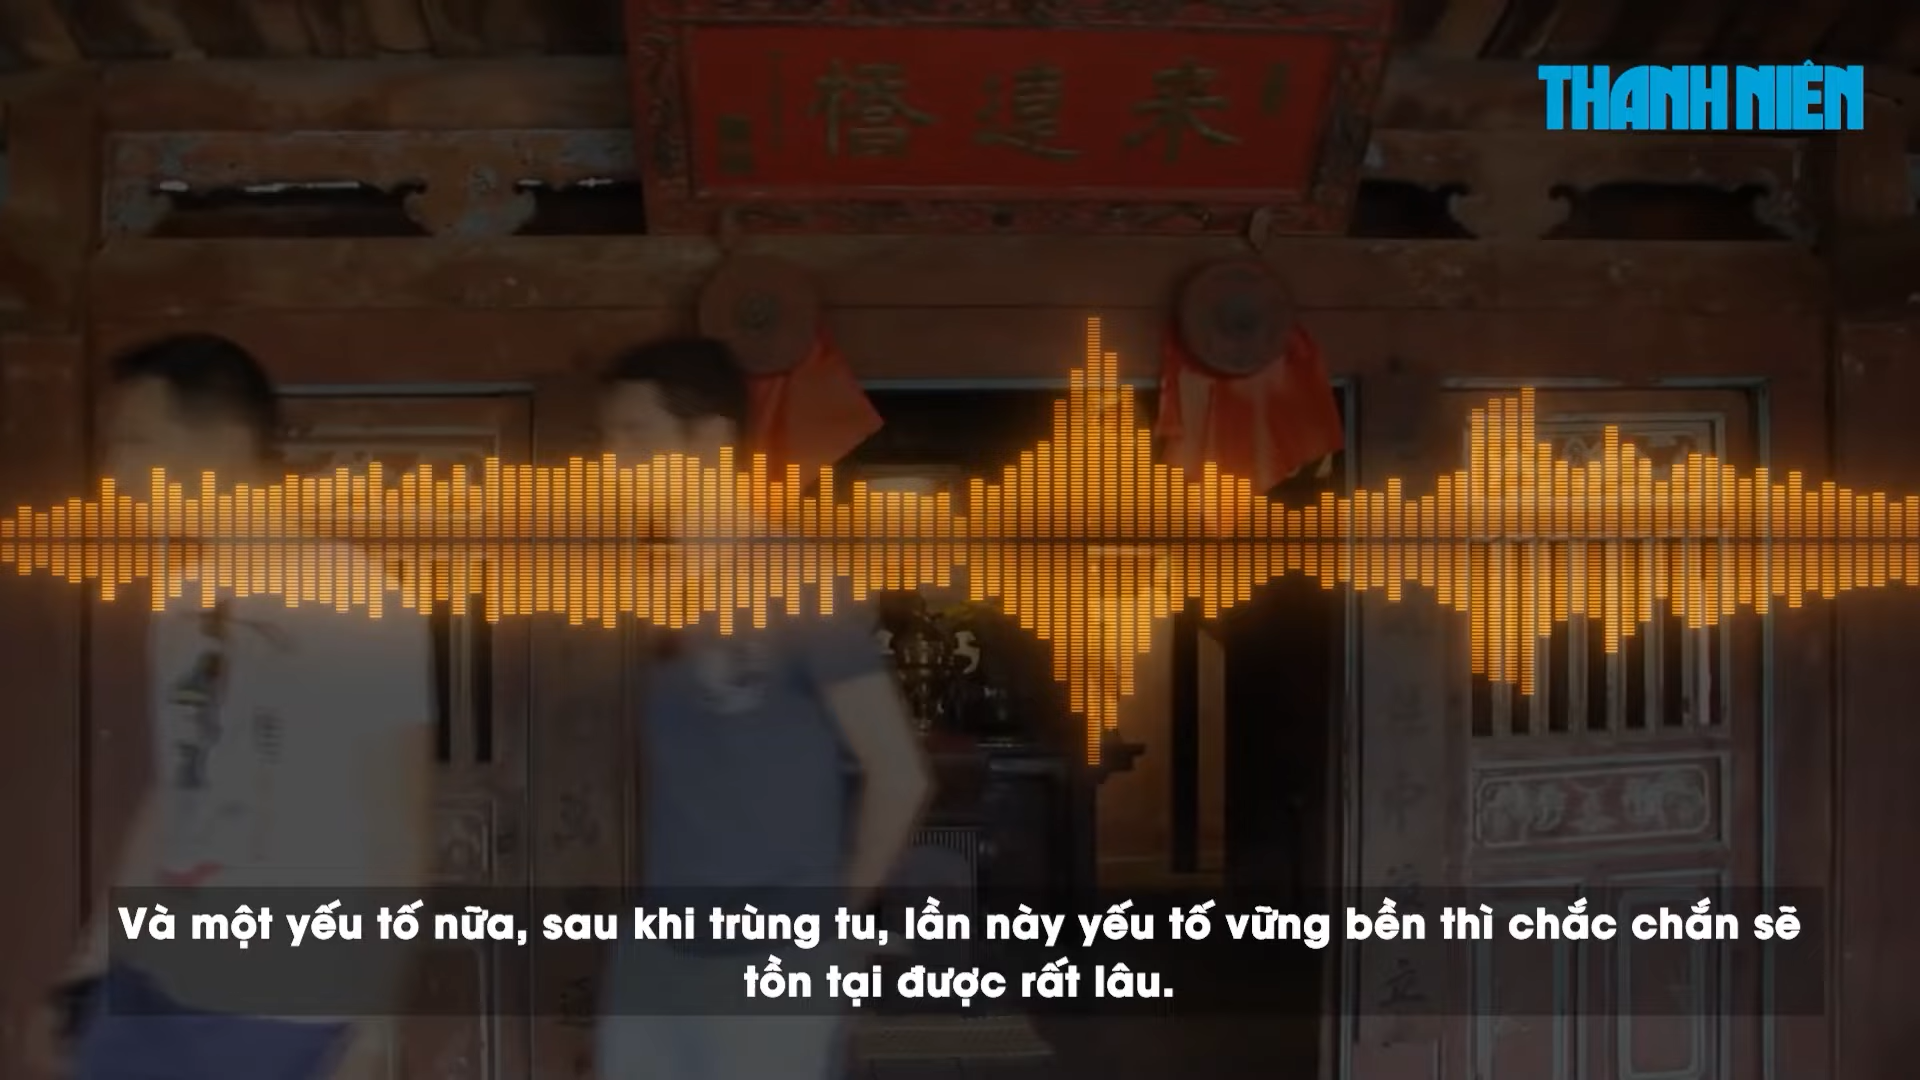 來遠橋
THANH NIÊN
Và một yếu tố nữa, sau khi trùng tu, lần này yếu tố vững bền thì chắc chắn sẽ
tồn tại được rất lâu.